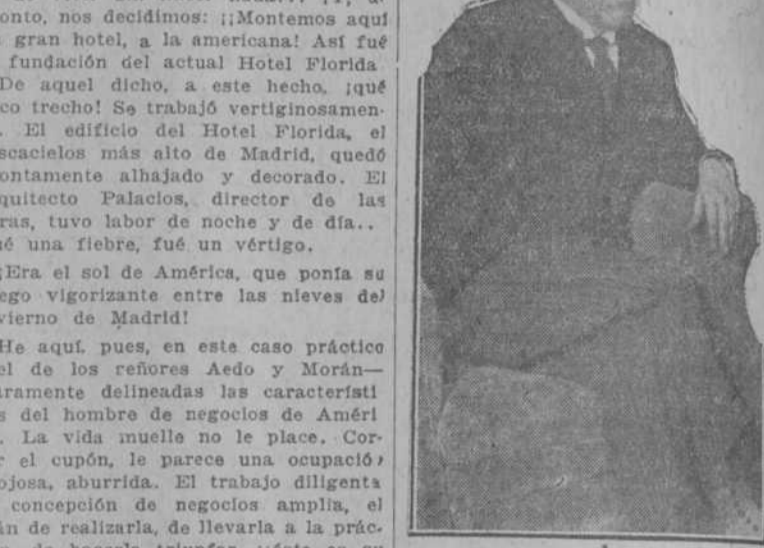 onto, nos decidimos: ¡¡Montemos aquí
gran hotel, a la americana! Así fué
fundación del actual Hotel Florida
De aquel dicho, a este hecho, ¡qué
co trecho! Se trabajó vertiginosamen-
. El edificio del Hotel Florida, el
scacielos más alto de Madrid, quedó
ontamente alhajado y decorado. El
quitecto Palacios, director de las
ras, tuvo labor de noche y de día..
é una fiebre, fué un vértigo.
¡Era el sol de América, que ponía su
ego vigorizante entre las nieves del
vierno de Madrid!
He aquí, pues, en este caso práctico
el de los reñores Aedo y Morán—
aramente delineadas las característi
s del hombre de negocios de Améri
. La vida muelle no le place. Cor-
r el cupón, le parece una ocupación
ojosa, aburrida. El trabajo diligente
concepción de negocios amplia, el
án de realizarla, de llevarla a la prác-